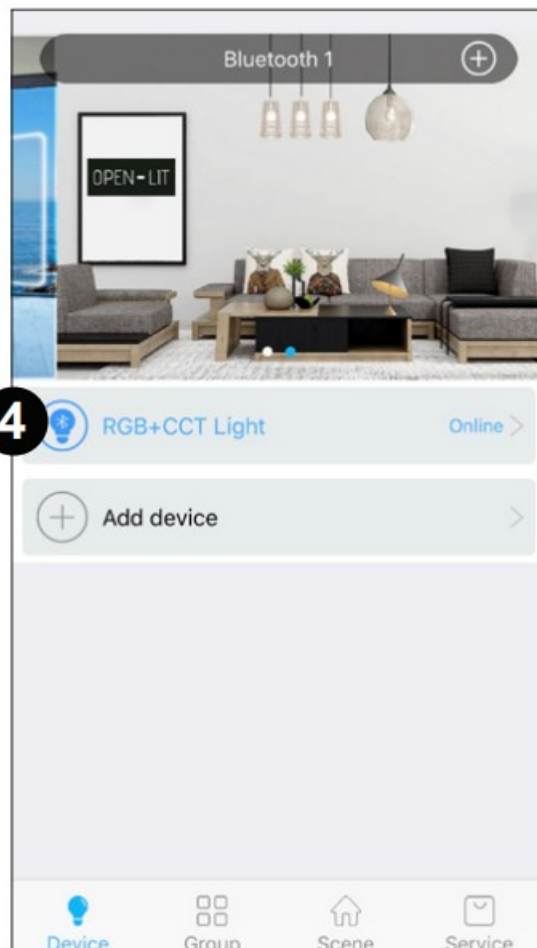 Bluetooth 1
OPEN-LIT
4
RGB+CCT Light
Online
Add device
Device
Group
Scene
Service